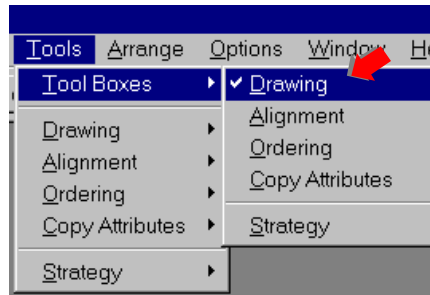 Tools Arrange Options Window
Tool Boxes
Drawing
Alignment
Ordering
Copy Attributes
Strategy
Drawing
Alignment
Ordering
Copy Attributes
Strategy